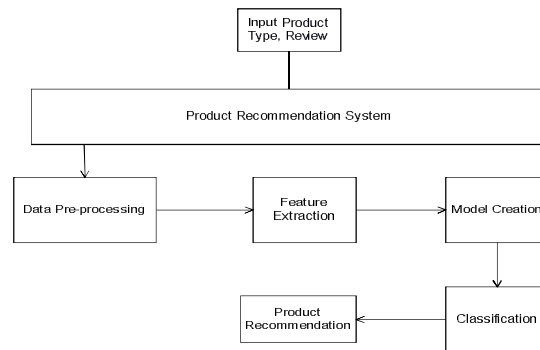 Input Product
Type, Review
Product Recommendation System
Data Pre-processing
Feature
Extraction
Model Creation
Product
Recommendation
Classification